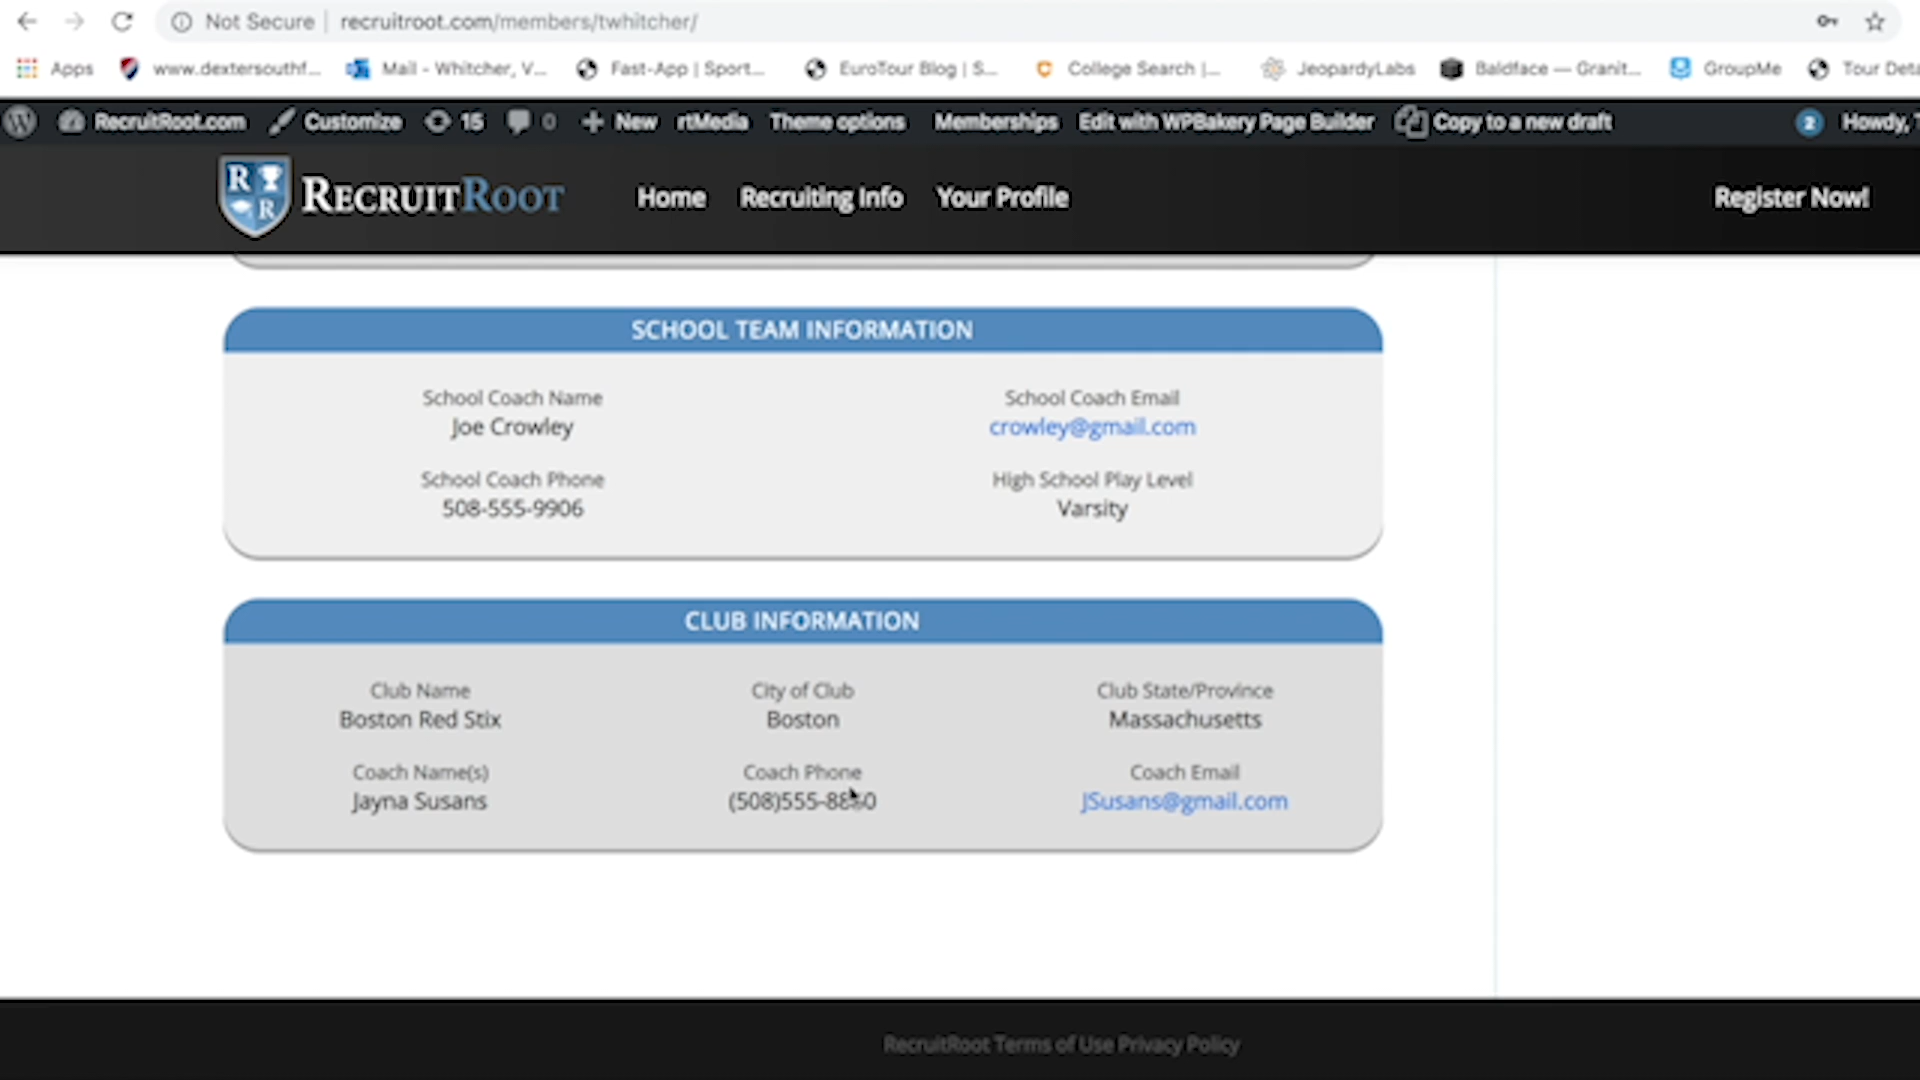 Not Secure | recruitroot.com/members/twhitcher/
Apps www.dextersouthf... Mail - Whitcher, V... Fast-App | Sport... EuroTour Blog | S... College Search |... JeopardyLabs Baldface — Granit... GroupMe Tour Deta
RecruitRoot.com Customize 15 0 New rtMedia Theme options Memberships Edit with WPBakery Page Builder Copy to a new draft 2 Howdy, T
RR R RECRUITROOT Home Recruiting Info Your Profile Register Now!
SCHOOL TEAM INFORMATION
School Coach Name School Coach Email
Joe Crowley crowley@gmail.com
School Coach Phone High School Play Level
508-555-9906 Varsity
CLUB INFORMATION
Club Name City of Club Club State/Province
Boston Red Stix Boston Massachusetts
Coach Name(s) Coach Phone Coach Email
Jayna Susans JSusans@gmail.com
RecruitRoot Terms of Use Privacy Policy